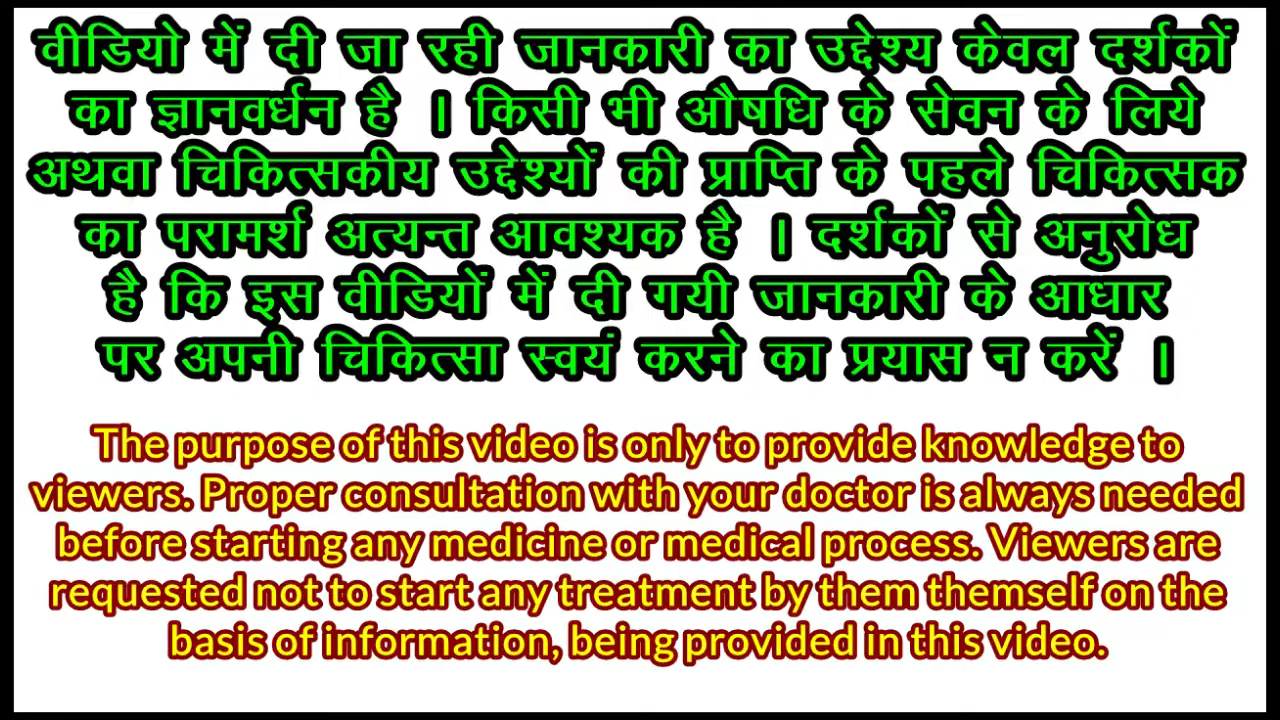 वीडियो में दी जा रही जानकारी का उद्देश्य केवल दर्शकों
का ज्ञानवर्धन है । किसी भी औषधि के सेवन के लिये
अथवा चिकित्सकीय उद्देश्यों की प्राप्ति के पहले चिकित्सक
का परामर्श अत्यन्त आवश्यक है । दर्शकों से अनुरोध
है कि इस वीडियों में दी गयी जानकारी के आधार
पर अपनी चिकित्सा स्वयं करने का प्रयास न करें ।
The purpose of this video is only to provide knowledge to
viewers. Proper consultation with your doctor is always needed
before starting any medicine or medical process. Viewers are
requested not to start any treatment by them themself on the
basis of information, being provided in this video.